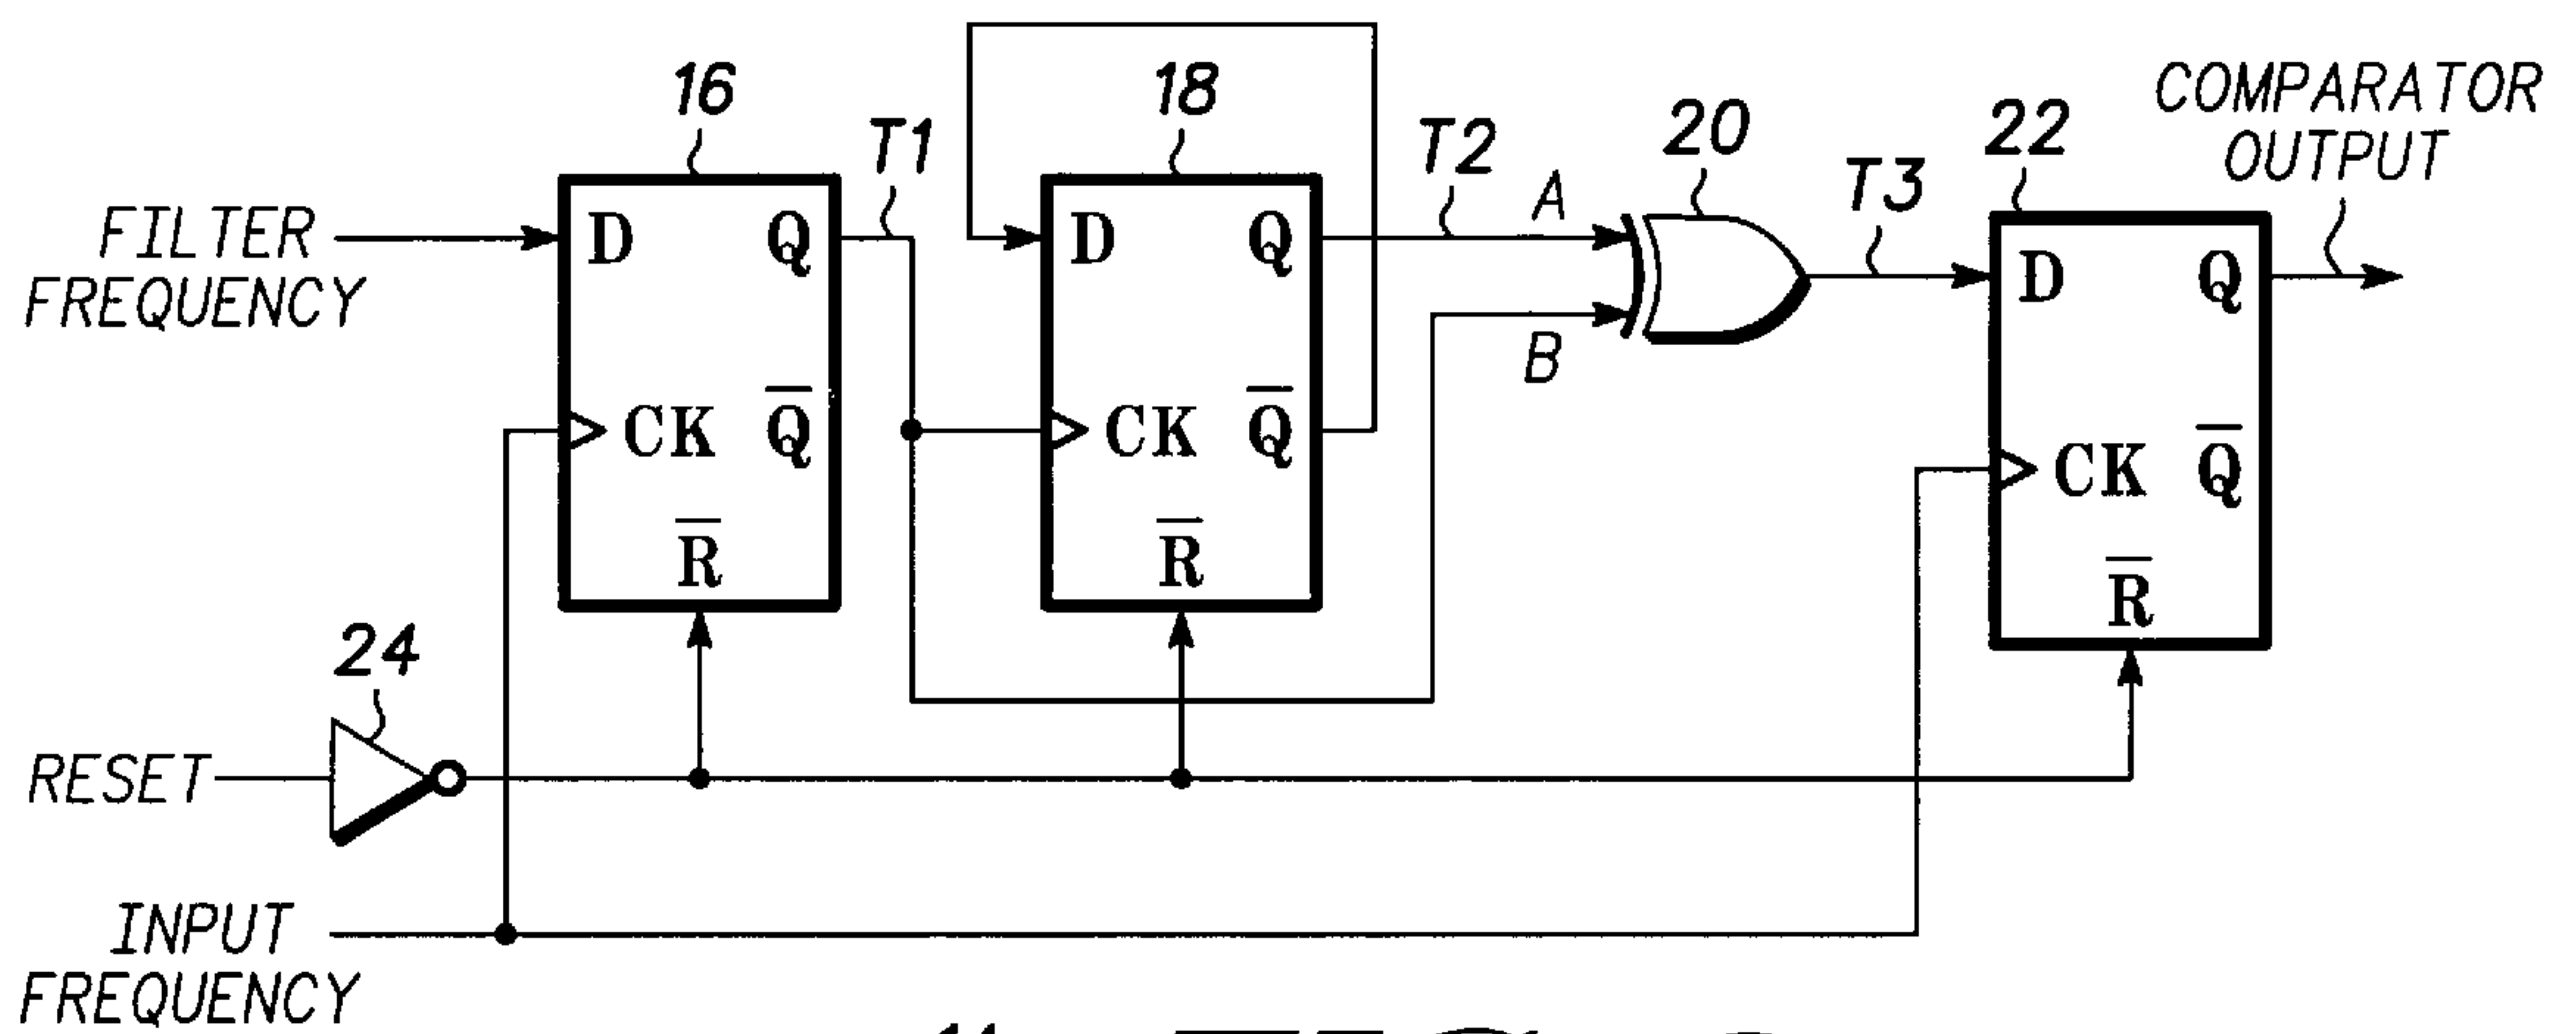 16
18
20
22
COMPARATOR
OUTPUT
T1
T2
A
T3
FILTER
FREQUENCY
D Q
D Q
D Q
B
CK Q̅
CK Q̅
CK Q̅
R̅
R̅
R̅
24
RESET
INPUT
FREQUENCY